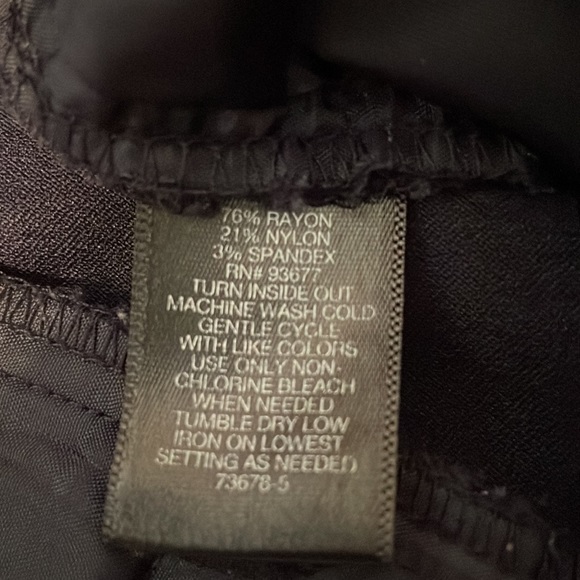 76% RAYON
21% NYLON
3% SPANDEX
RN# 93677
TURN INSIDE OUT
MACHINE WASH COLD
GENTLE CYCLE
WITH LIKE COLORS
USE ONLY NON-
CHLORINE BLEACH
WHEN NEEDED
TUMBLE DRY LOW
IRON ON LOWEST
SETTING AS NEEDED
73678-5